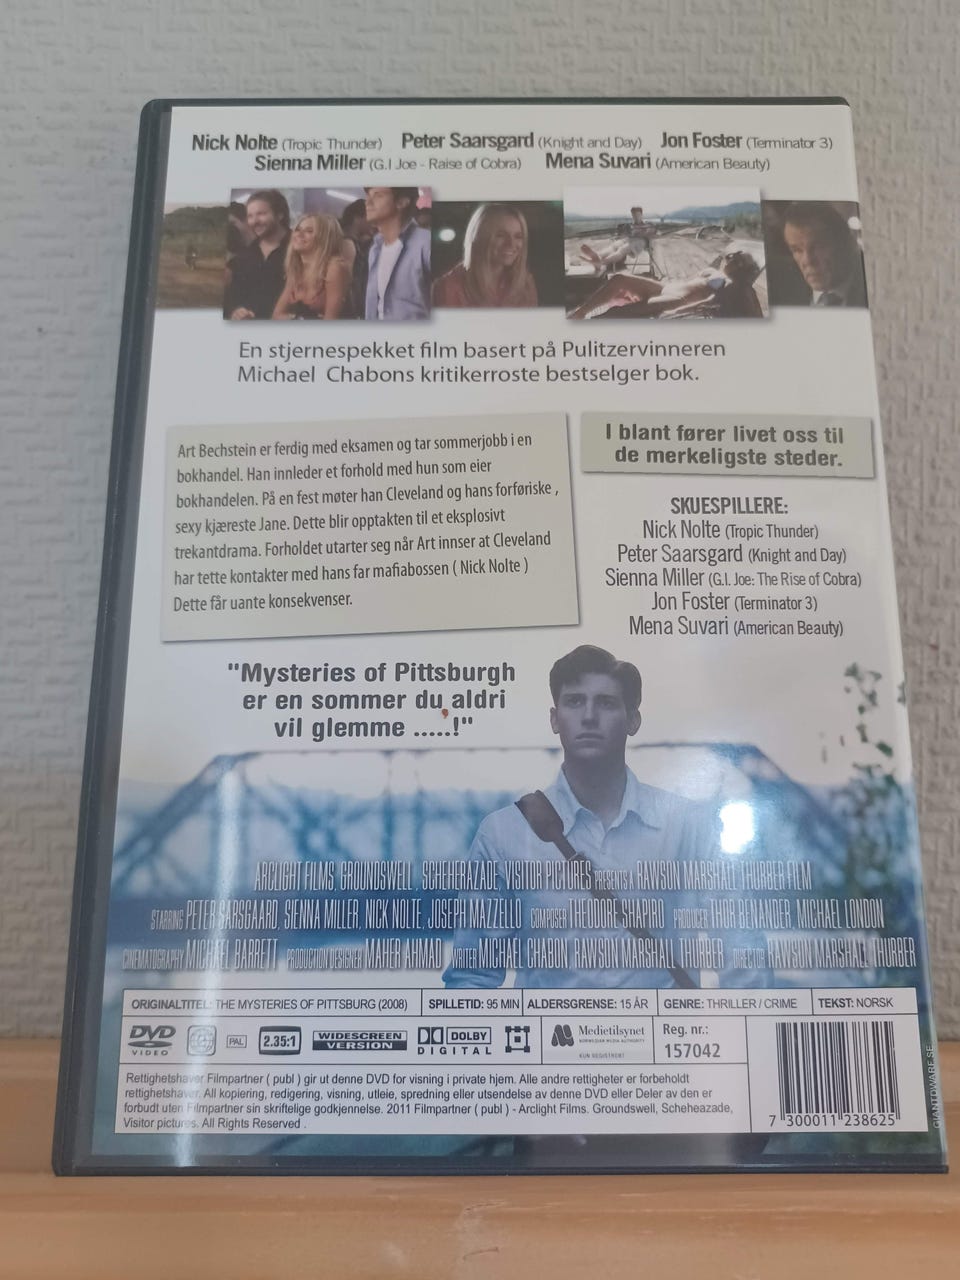 Nick Nolte (Tropic Thunder) Peter Saarsgard (Knight and Day) Jon Foster (Terminator 3)
Sienna Miller (G.I Joe - Raise of Cobra) Mena Suvari (American Beauty)
En stjernespekket film basert på Pulitzervinneren
Michael Chabons kritikerroste bestselger bok.
Art Bechstein er ferdig med eksamen og tar sommerjobb i en
bokhandel. Han innleder et forhold med hun som eier
bokhandelen. På en fest møter han Cleveland og hans forføriske ,
sexy kjæreste Jane. Dette blir opptakten til et eksplosivt
trekantdrama. Forholdet utarter seg når Art innser at Cleveland
har tette kontakter med hans far mafiabossen ( Nick Nolte )
Dette får uante konsekvenser.
I blant fører livet oss til
de merkeligste steder.
SKUESPILLERE:
Nick Nolte (Tropic Thunder)
Peter Saarsgard (Knight and Day)
Sienna Miller (G.I. Joe: The Rise of Cobra)
Jon Foster (Terminator 3)
Mena Suvari (American Beauty)
"Mysteries of Pittsburgh
er en sommer du aldri
vil glemme .....!"
ARCLIGHT FILMS, GROUNDSWELL, SCHEHERAZADE, VISITOR PICTURES PRESENTS A RAWSON MARSHALL THURBER FILM
STARRING PETER SARSGAARD, SIENNA MILLER, NICK NOLTE, JOSEPH MAZZELLO COMPOSER THEODORE SHAPIRO PRODUCER THOR BENANDER, MICHAEL LONDON
CINEMATOGRAPHY MICHAEL BARRETT PRODUCTION DESIGNER MAHER AHMAD WRITER MICHAEL CHABON, RAWSON MARSHALL THURBER DIRECTOR RAWSON MARSHALL THURBER
ORIGINALTITEL: THE MYSTERIES OF PITTSBURG (2008) SPILLETID: 95 MIN ALDERSGRENSE: 15 ÅR GENRE: THRILLER / CRIME TEKST: NORSK
DVD VIDEO PAL 2.35:1 WIDESCREEN VERSION DOLBY DIGITAL
Medietilsynet
NORWEGIAN MEDIA AUTHORITY
KUN REGISTRERT
Reg. nr.:
157042
Rettighetshaver Filmpartner ( publ ) gir ut denne DVD for visning i private hjem. Alle andre rettigheter er forbeholdt
rettighetshaver. All kopiering, redigering, visning, utleie, spredning eller utsendelse av denne DVD eller Deler av den er
forbudt uten Filmpartner sin skriftelige godkjennelse. 2011 Filmpartner ( publ ) - Arclight Films. Groundswell, Scheheazade,
Visitor pictures. All Rights Reserved .
7 300011 238625
GIANTDWARF.SE